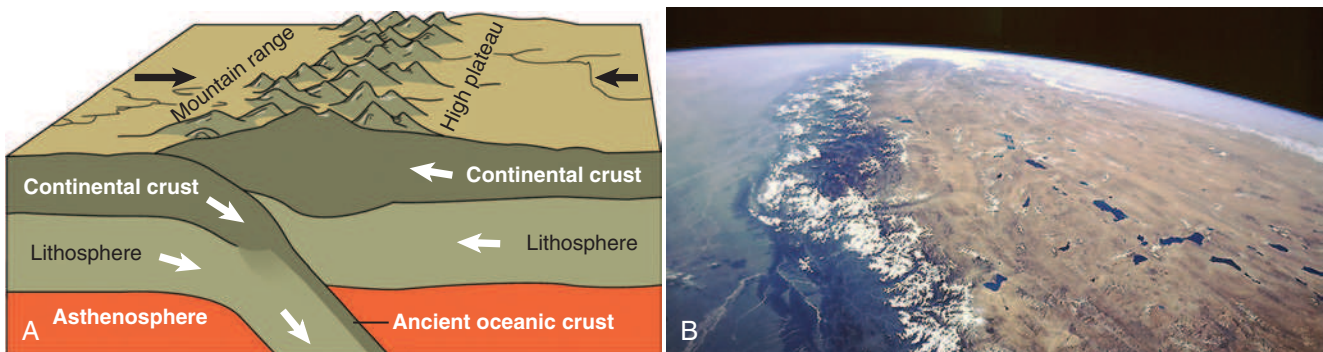 Mountain range
High plateau
Continental crust
Continental crust
Lithosphere
Lithosphere
Asthenosphere
Ancient oceanic crust
A
B